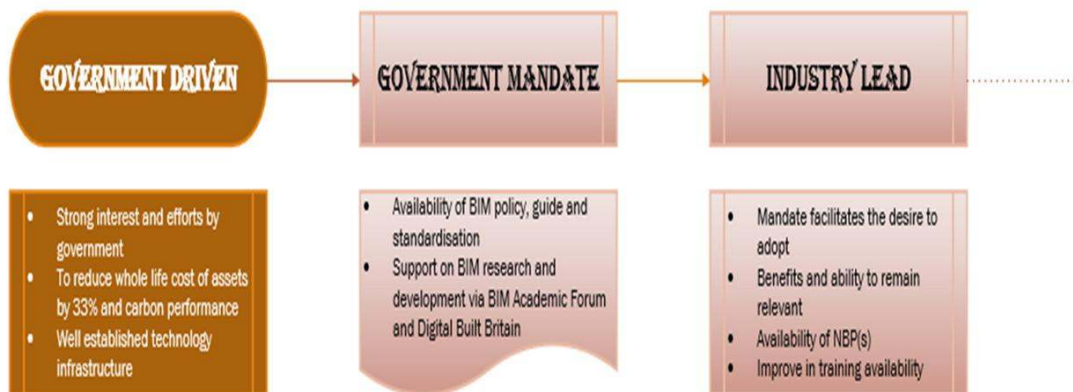 GOVERNMENT DRIVEN
GOVERNMENT MANDATE
INDUSTRY LEAD
• Strong interest and efforts by
government
• To reduce whole life cost of assets
by 33% and carbon performance
• Well established technology
infrastructure
• Availability of BIM policy, guide and
standardisation
• Support on BIM research and
development via BIM Academic Forum
and Digital Built Britain
• Mandate facilitates the desire to
adopt
• Benefits and ability to remain
relevant
• Availability of NBP(s)
• Improve in training availability